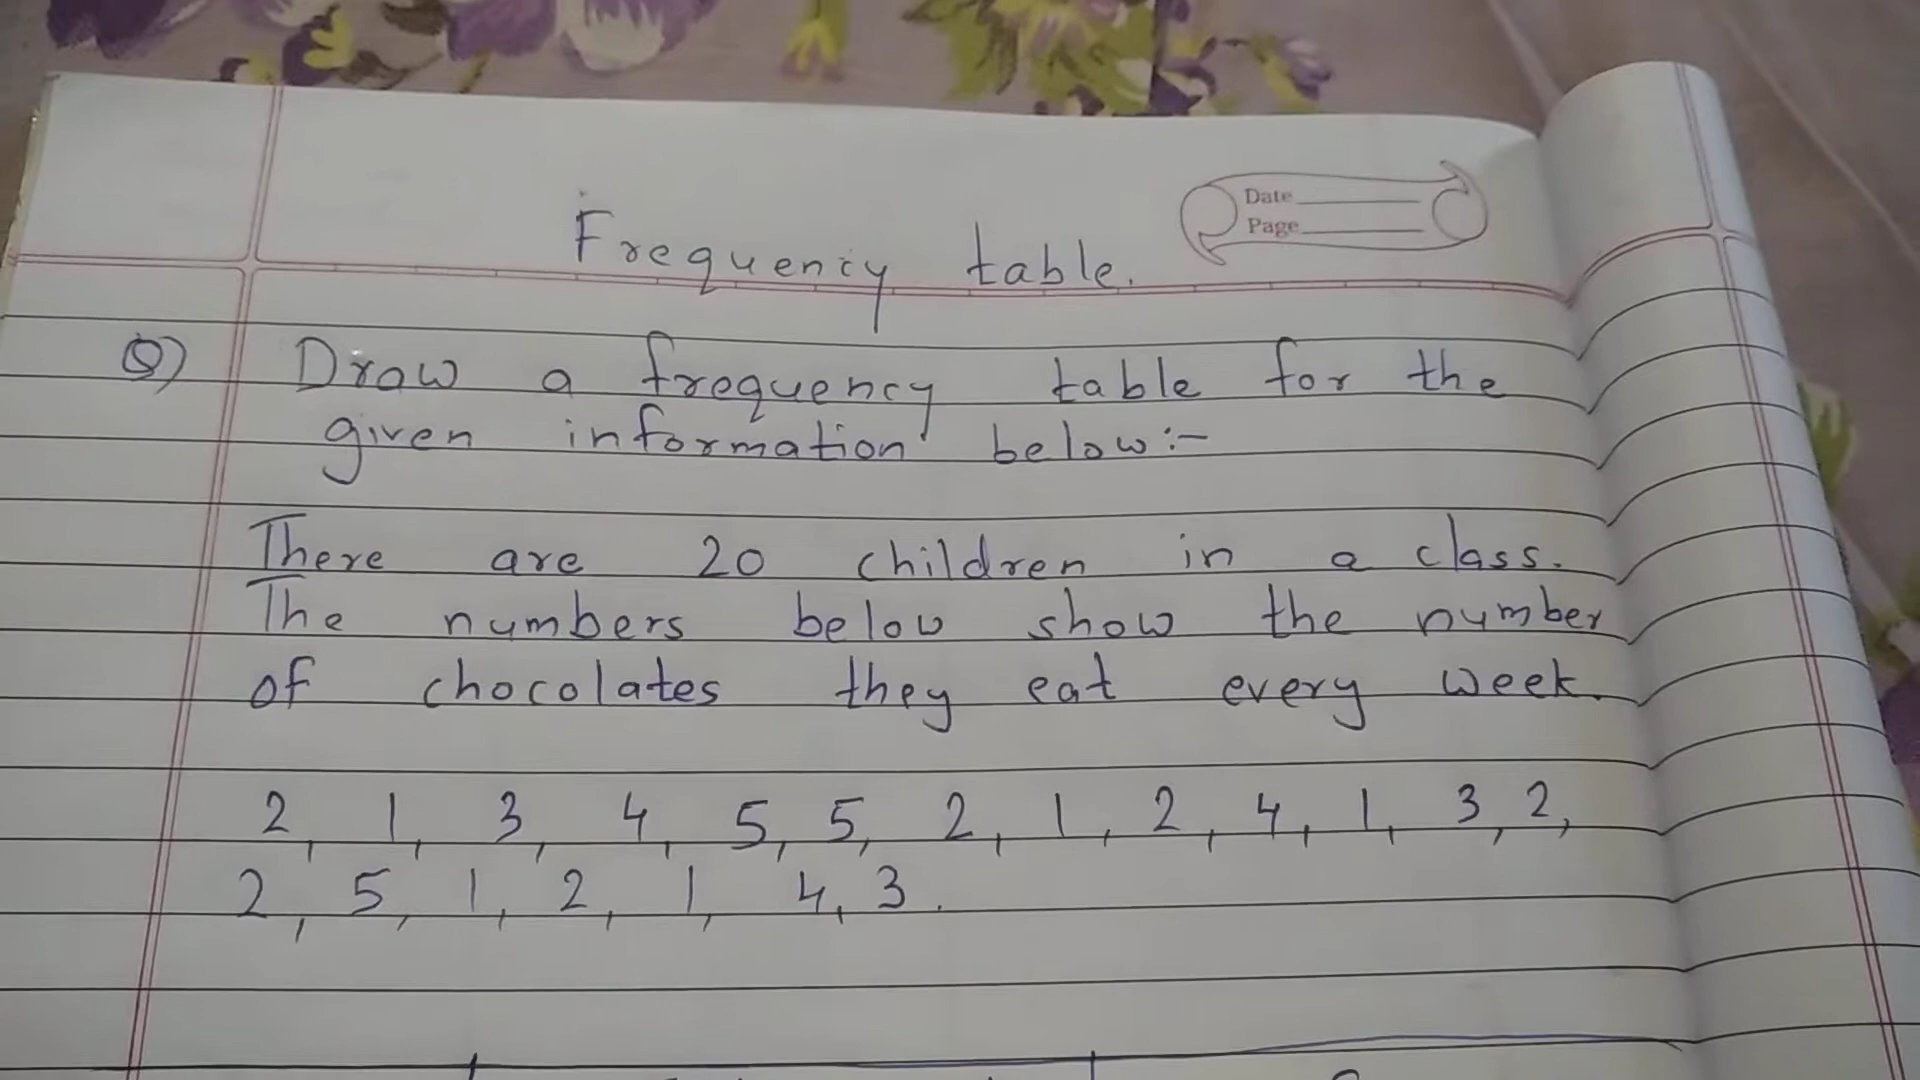 Date
Page
Frequency table.
Q) Draw a frequency table for the
given information below:-
There are 20 children in a class.
The numbers below show the number
of chocolates they eat every week.
2, 1, 3, 4, 5, 5, 2, 1, 2, 4, 1, 3, 2,
2, 5, 1, 2, 1, 4, 3.